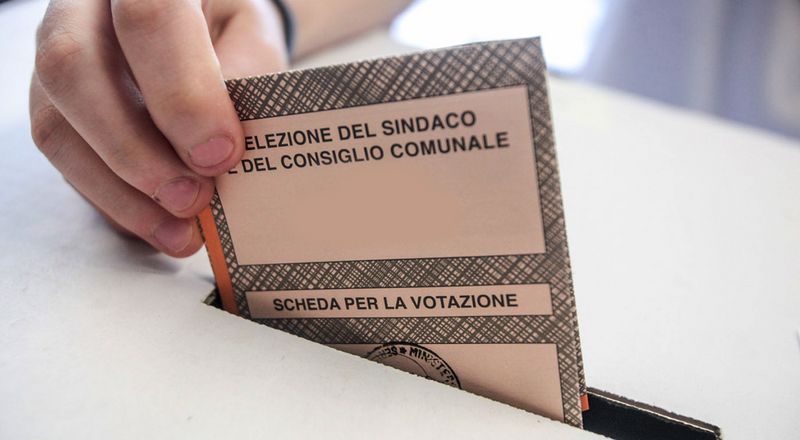 ELEZIONE DEL SINDACO
E DEL CONSIGLIO COMUNALE
SCHEDA PER LA VOTAZIONE